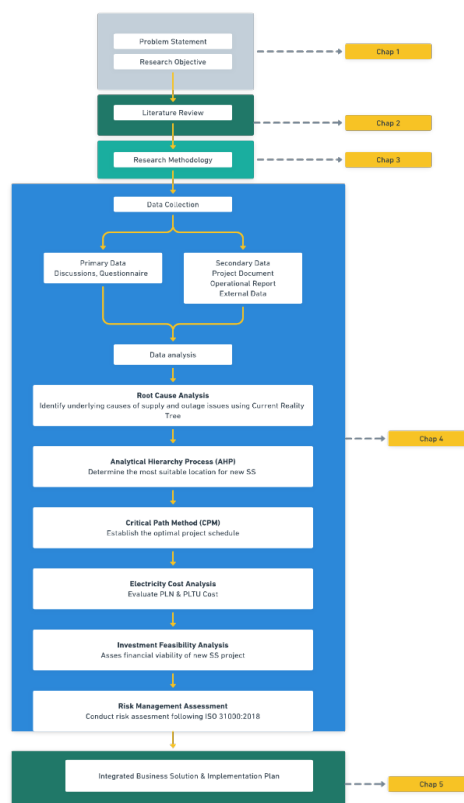 Problem Statement
Research Objective
Chap 1
Literature Review
Chap 2
Research Methodology
Chap 3
Data Collection
Primary Data
Discussions, Questionnaire
Secondary Data
Project Document
Operational Report
External Data
Data analysis
Root Cause Analysis
Identify underlying causes of supply and outage issues using Current Reality
Tree
Chap 4
Analytical Hierarchy Process (AHP)
Determine the most suitable location for new SS
Critical Path Method (CPM)
Establish the optimal project schedule
Electricity Cost Analysis
Evaluate PLN & PLTU Cost
Investment Feasibility Analysis
Asses financial viability of new SS project
Risk Management Assessment
Conduct risk assesment following ISO 31000:2018
Integrated Business Solution & Implementation Plan
Chap 5